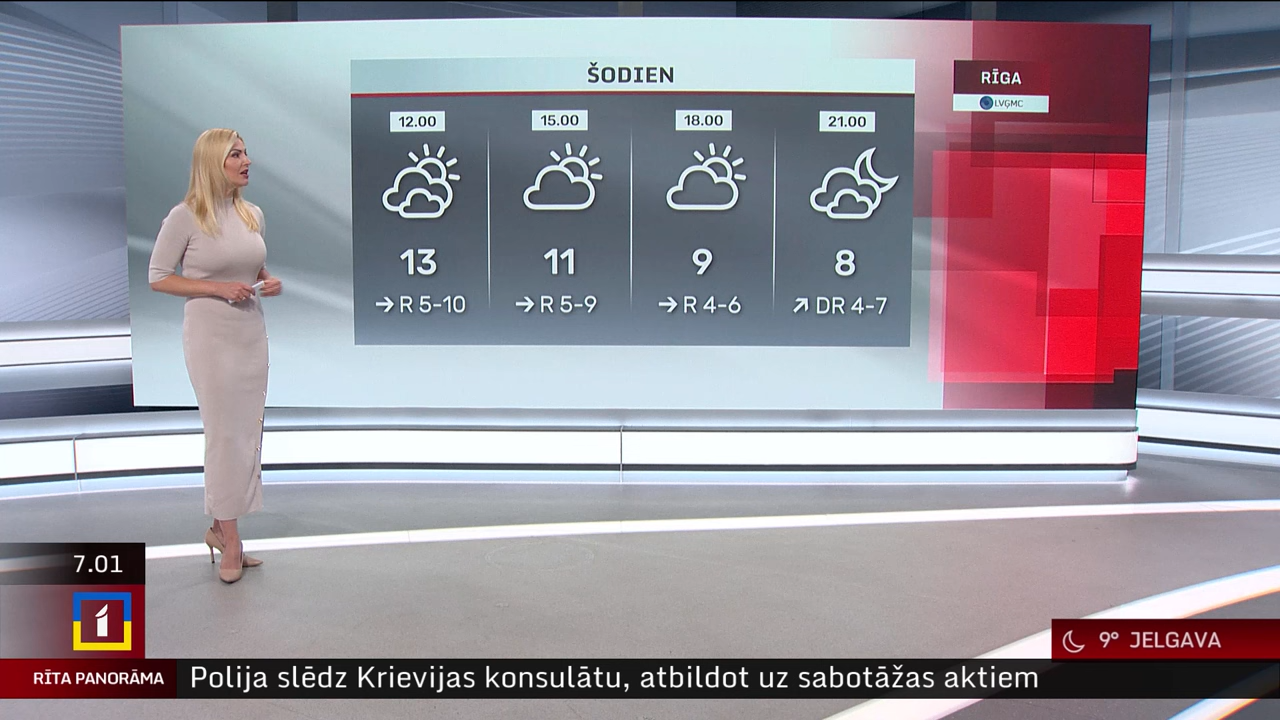 ŠODIEN
RĪGA
LVĢMC
12.00
15.00
18.00
21.00
13
11
9
8
R 5-10
R 5-9
R 4-6
DR 4-7
7.01
1
9° JELGAVA
RĪTA PANORĀMA
Polija slēdz Krievijas konsulātu, atbildot uz sabotāžas aktiem